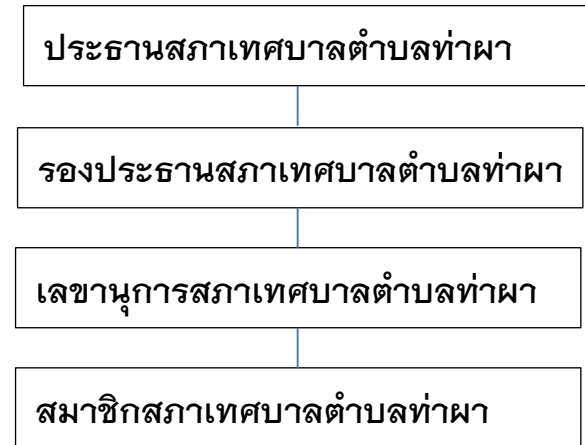 ประธานสภาเทศบาลตำบลท่าผา
รองประธานสภาเทศบาลตำบลท่าผา
เลขานุการสภาเทศบาลตำบลท่าผา
สมาชิกสภาเทศบาลตำบลท่าผา